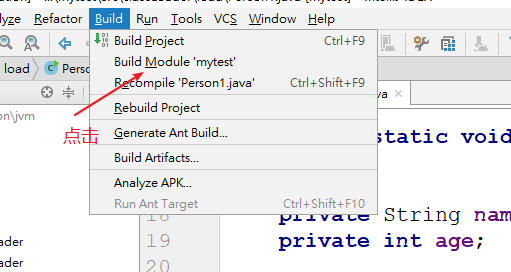 Analyze Refactor Build Run Tools VCS Window Help
load Perso
Build Project Ctrl+F9
Build Module 'mytest'
Recompile 'Person1.java' Ctrl+Shift+F9
Rebuild Project
Generate Ant Build...
Build Artifacts...
Analyze APK...
Run Ant Target Ctrl+Shift+F10
点击
on\jvm
static void
18
private String nam
19
private int age;
20
ader
ader